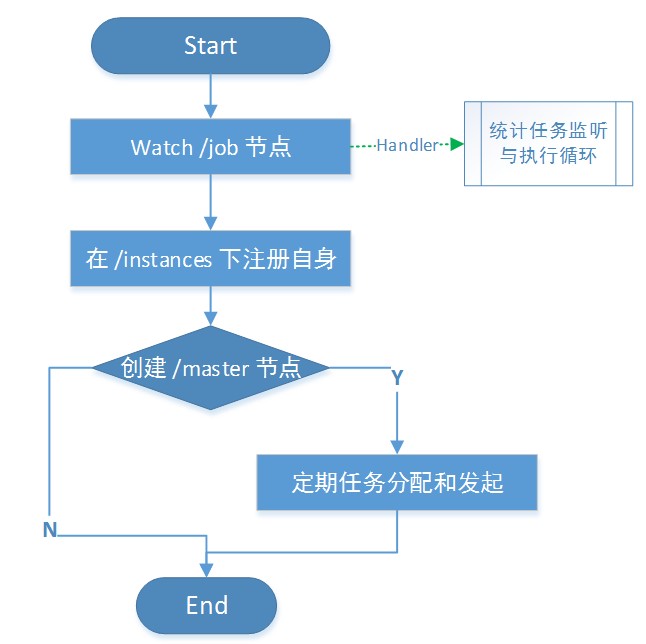 Start
Watch /job 节点
Handler
统计任务监听
与执行循环
在 /instances 下注册自身
创建 /master 节点
Y
定期任务分配和发起
N
End